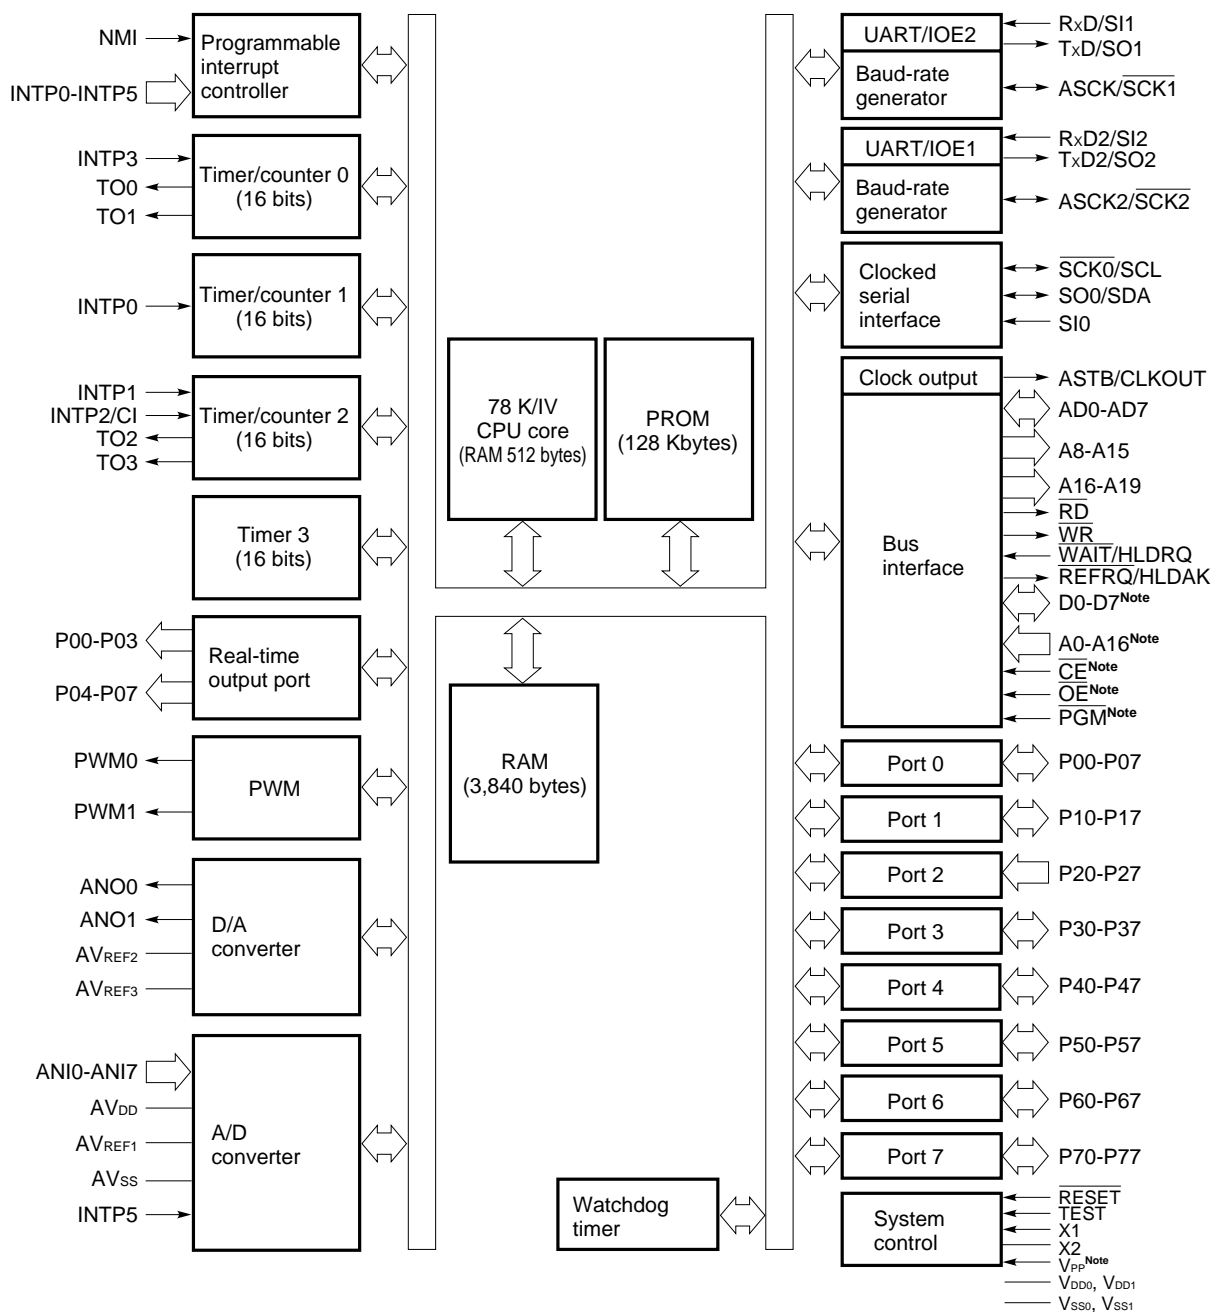 NMI
INTP0-INTP5
Programmable
interrupt
controller
INTP3
TO0
TO1
Timer/counter 0
(16 bits)
INTP0
Timer/counter 1
(16 bits)
INTP1
INTP2/CI
TO2
TO3
Timer/counter 2
(16 bits)
Timer 3
(16 bits)
P00-P03
P04-P07
Real-time
output port
PWM0
PWM1
PWM
ANO0
ANO1
AVREF2
AVREF3
D/A
converter
ANI0-ANI7
AVDD
AVREF1
AVSS
INTP5
A/D
converter
78 K/IV
CPU core
(RAM 512 bytes)
PROM
(128 Kbytes)
RAM
(3,840 bytes)
Watchdog
timer
UART/IOE2
Baud-rate
generator
RxD/SI1
TxD/SO1
ASCK/SCK1
UART/IOE1
Baud-rate
generator
RxD2/SI2
TxD2/SO2
ASCK2/SCK2
Clocked
serial
interface
SCK0/SCL
SO0/SDA
SI0
Clock output
ASTB/CLKOUT
Bus
interface
AD0-AD7
A8-A15
A16-A19
RD
WR
WAIT/HLDRQ
REFRQ/HLDAK
D0-D7Note
A0-A16Note
CENote
OENote
PGMNote
Port 0
P00-P07
Port 1
P10-P17
Port 2
P20-P27
Port 3
P30-P37
Port 4
P40-P47
Port 5
P50-P57
Port 6
P60-P67
Port 7
P70-P77
System
control
RESET
TEST
X1
X2
VPPNote
VDD0, VDD1
VSS0, VSS1